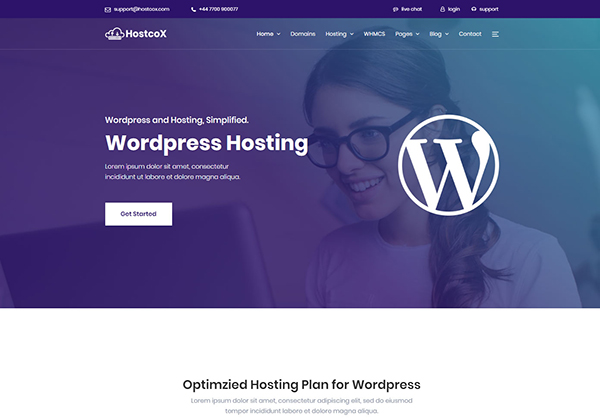 support@hostcox.com +44 7700 900077 live chat login support
HostcoX Home Domains Hosting WHMCS Pages Blog Contact
Wordpress and Hosting, Simplified.
Wordpress Hosting
Lorem ipsum dolor sit amet, consectetur
incididunt ut labore et dolore magna aliqua.
Get Started
Optimzied Hosting Plan for Wordpress
Lorem ipsum dolor sit amet, consectetur adipiscing elit, sed do eiusmod
tempor incididunt ut labore et dolore magna aliqua.